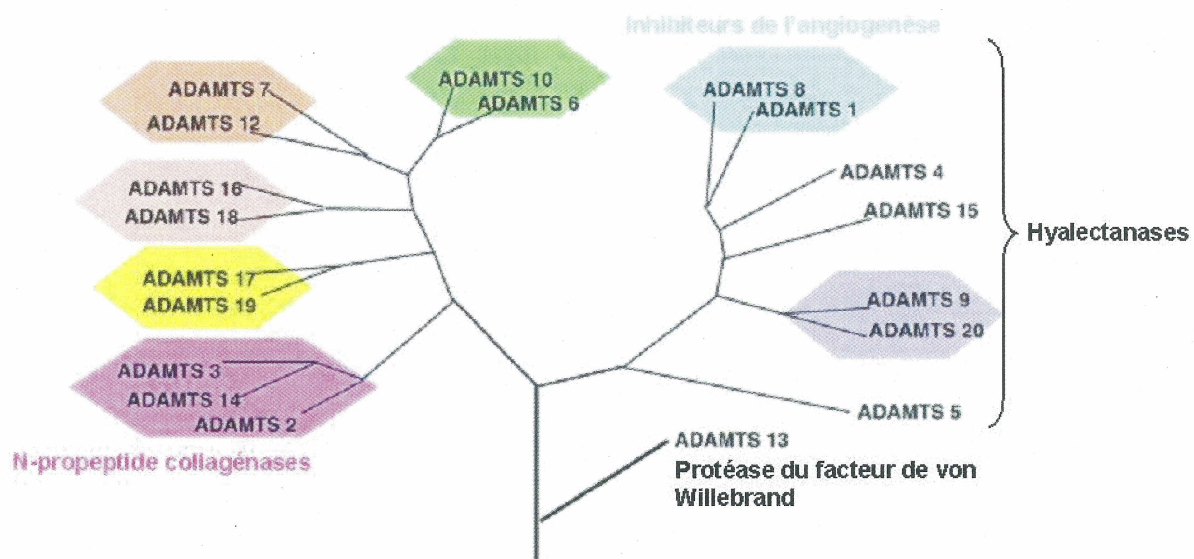 Inhibiteurs de l'angiogenèse
ADAMTS 7
ADAMTS 12
ADAMTS 10
ADAMTS 6
ADAMTS 8
ADAMTS 1
ADAMTS 16
ADAMTS 18
ADAMTS 4
ADAMTS 15
Hyalectanases
ADAMTS 17
ADAMTS 19
ADAMTS 9
ADAMTS 20
ADAMTS 3
ADAMTS 14
ADAMTS 2
ADAMTS 5
N-propeptide collagénases
ADAMTS 13
Protéase du facteur de von
Willebrand